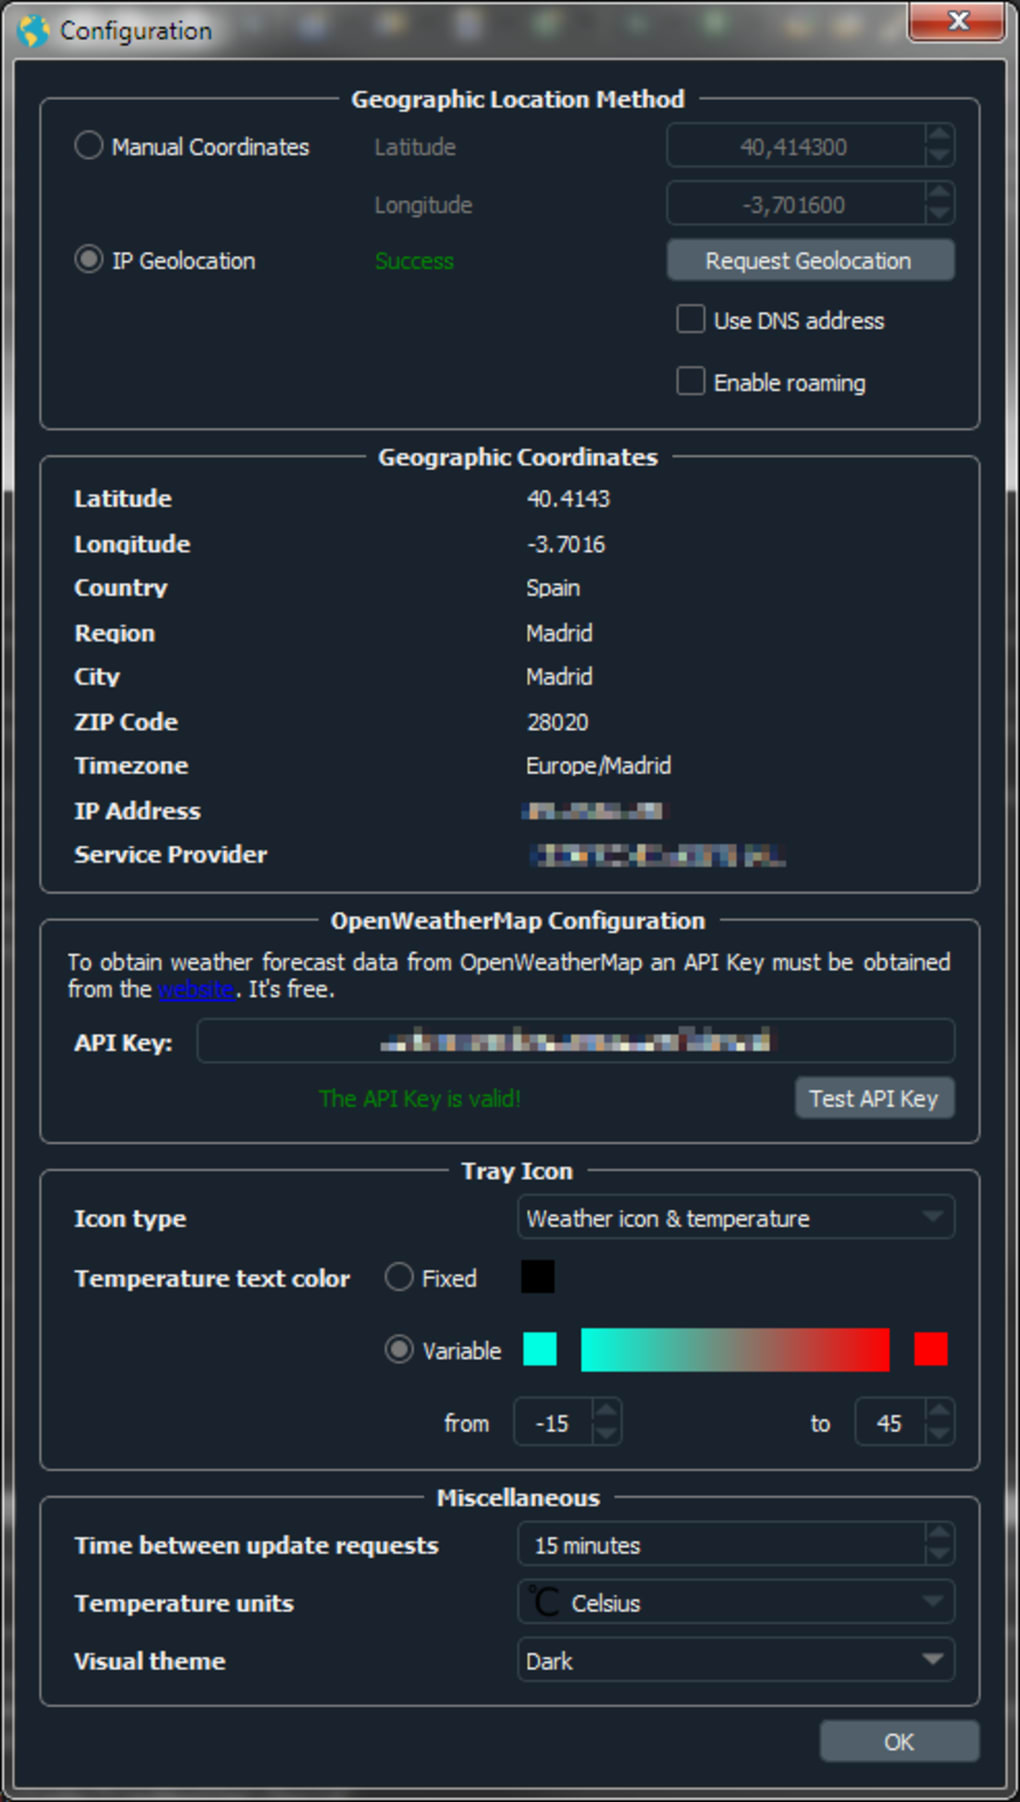 Configuration
Geographic Location Method
Manual Coordinates Latitude 40,414300
Longitude -3,701600
IP Geolocation Success Request Geolocation
Use DNS address
Enable roaming
Geographic Coordinates
Latitude 40.4143
Longitude -3.7016
Country Spain
Region Madrid
City Madrid
ZIP Code 28020
Timezone Europe/Madrid
IP Address
Service Provider
OpenWeatherMap Configuration
To obtain weather forecast data from OpenWeatherMap an API Key must be obtained
from the website. It's free.
API Key:
The API Key is valid! Test API Key
Tray Icon
Icon type Weather icon & temperature
Temperature text color Fixed
Variable
from -15 to 45
Miscellaneous
Time between update requests 15 minutes
Temperature units °C Celsius
Visual theme Dark
OK